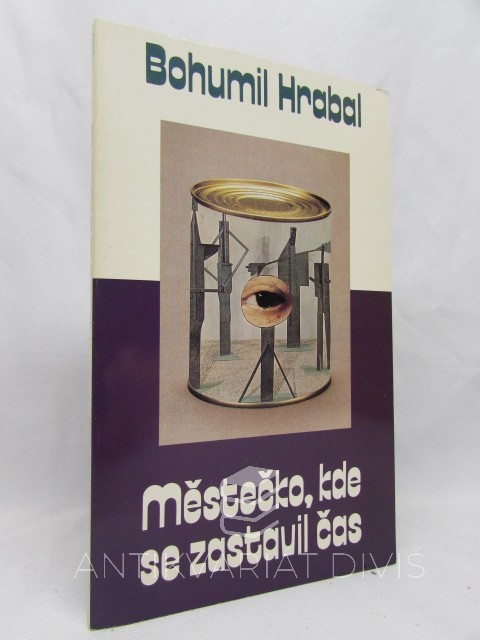 Bohumil Hrabal
Městečko, kde
se zastavil čas
ANTIKVARIÁT DIVIŠ